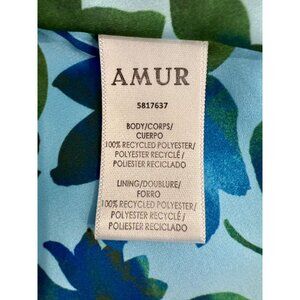 AMUR
5817637
BODY/CORPS/
CUERPO
100% RECYCLED POLYESTER/
POLYESTER RECYCLÉ/
POLIESTER RECICLADO
LINING/DOUBLURE/
FORRO
100% RECYCLED POLYESTER/
POLYESTER RECYCLÉ /
POLIESTER RECICLADO